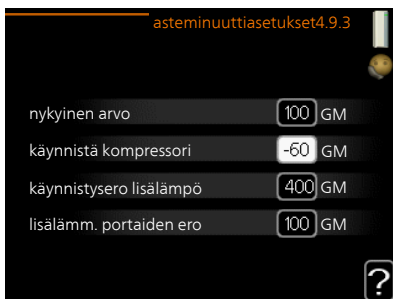 asteminuuttiasetukset4.9.3
nykyinen arvo 100 GM
käynnistä kompressori -60 GM
käynnistysero lisälämpö 400 GM
lisälämm. portaiden ero 100 GM
?